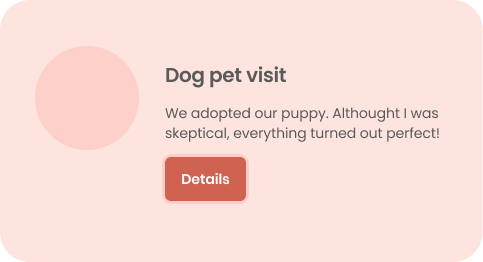 Dog pet visit
We adopted our puppy. Althought I was
skeptical, everything turned out perfect!
Details